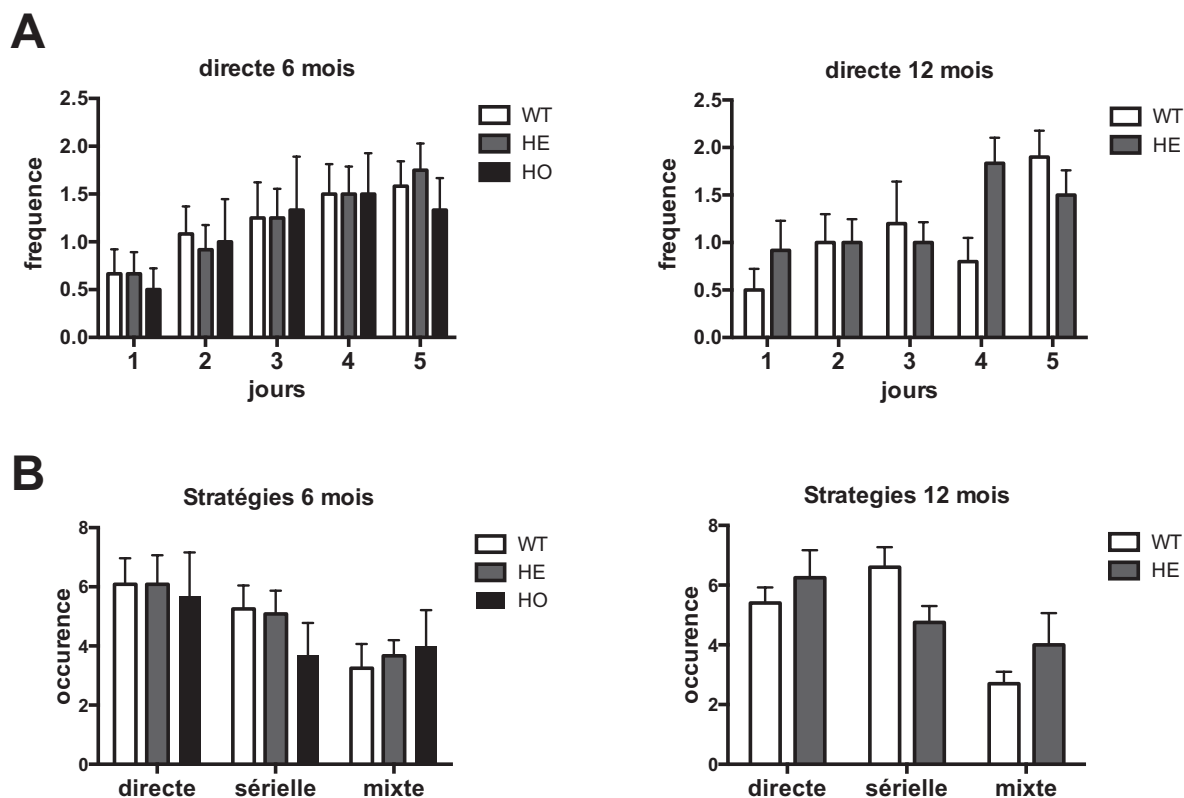 A
directe 6 mois
2.5
2.0
1.5
1.0
0.5
0.0
frequence
1 2 3 4 5
jours
WT
HE
HO
directe 12 mois
2.5
2.0
1.5
1.0
0.5
0.0
frequence
1 2 3 4 5
jours
WT
HE
B
Stratégies 6 mois
8
6
4
2
0
occurence
directe sérielle mixte
WT
HE
HO
Strategies 12 mois
8
6
4
2
0
occurence
directe sérielle mixte
WT
HE